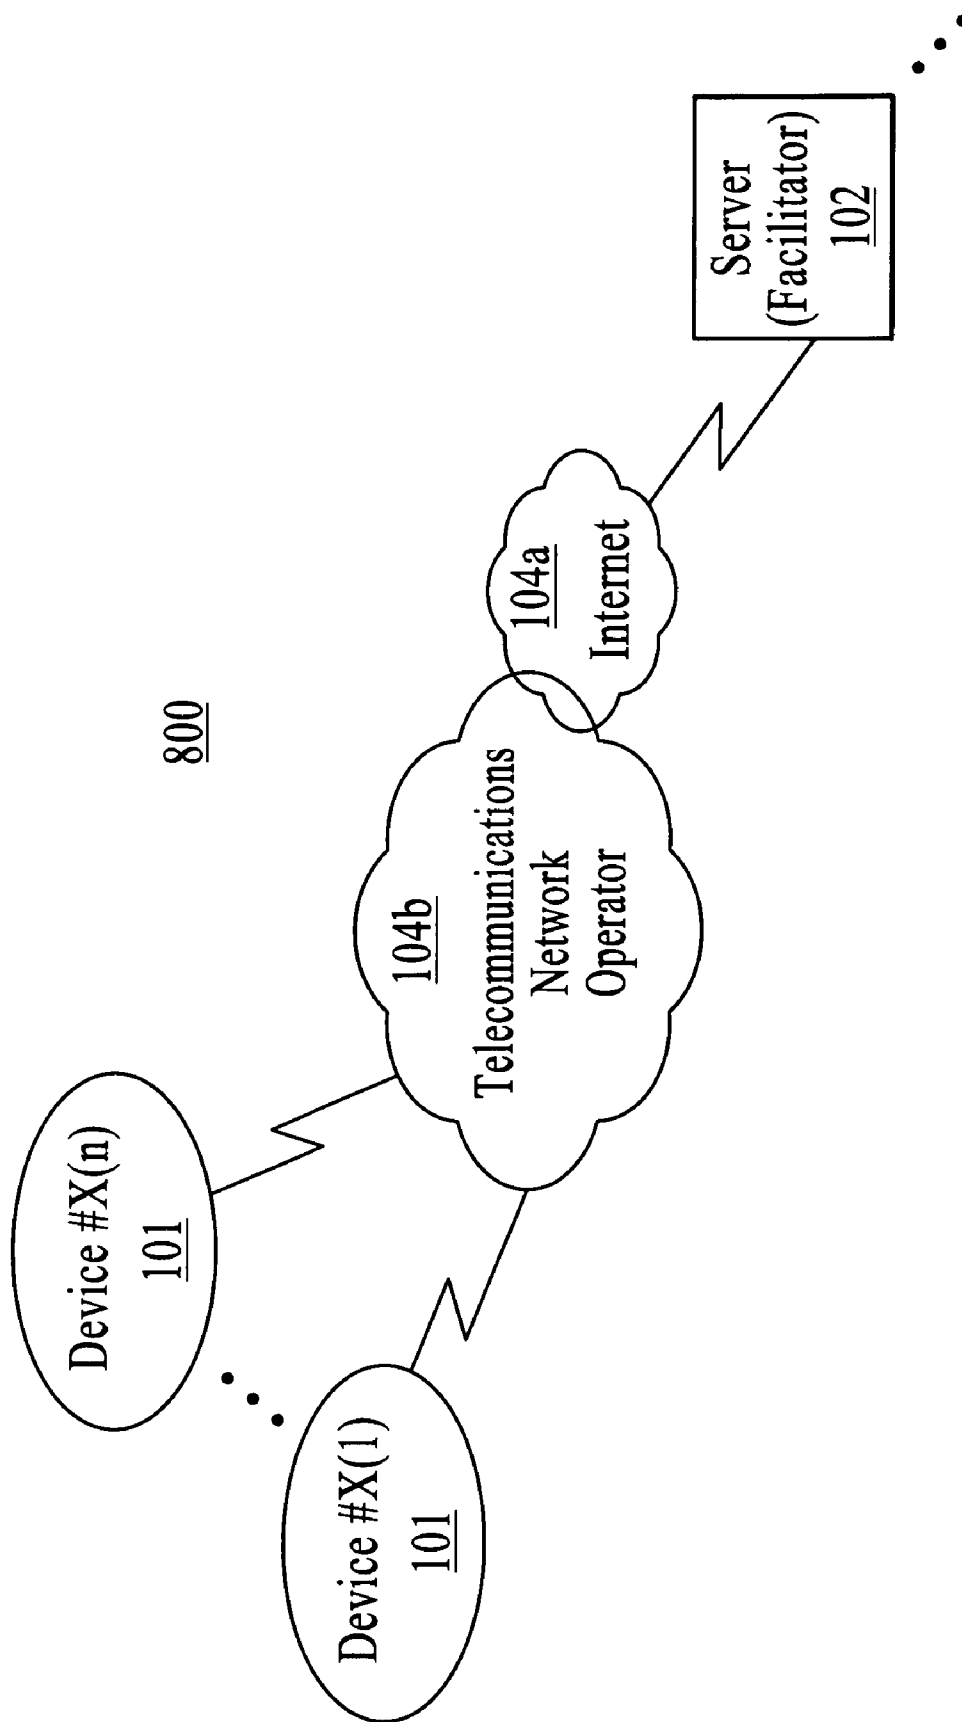 800
Device #X(n)
101
Device #X(1)
101
104b
Telecommunications
Network
Operator
104a
Internet
Server
(Facilitator)
102